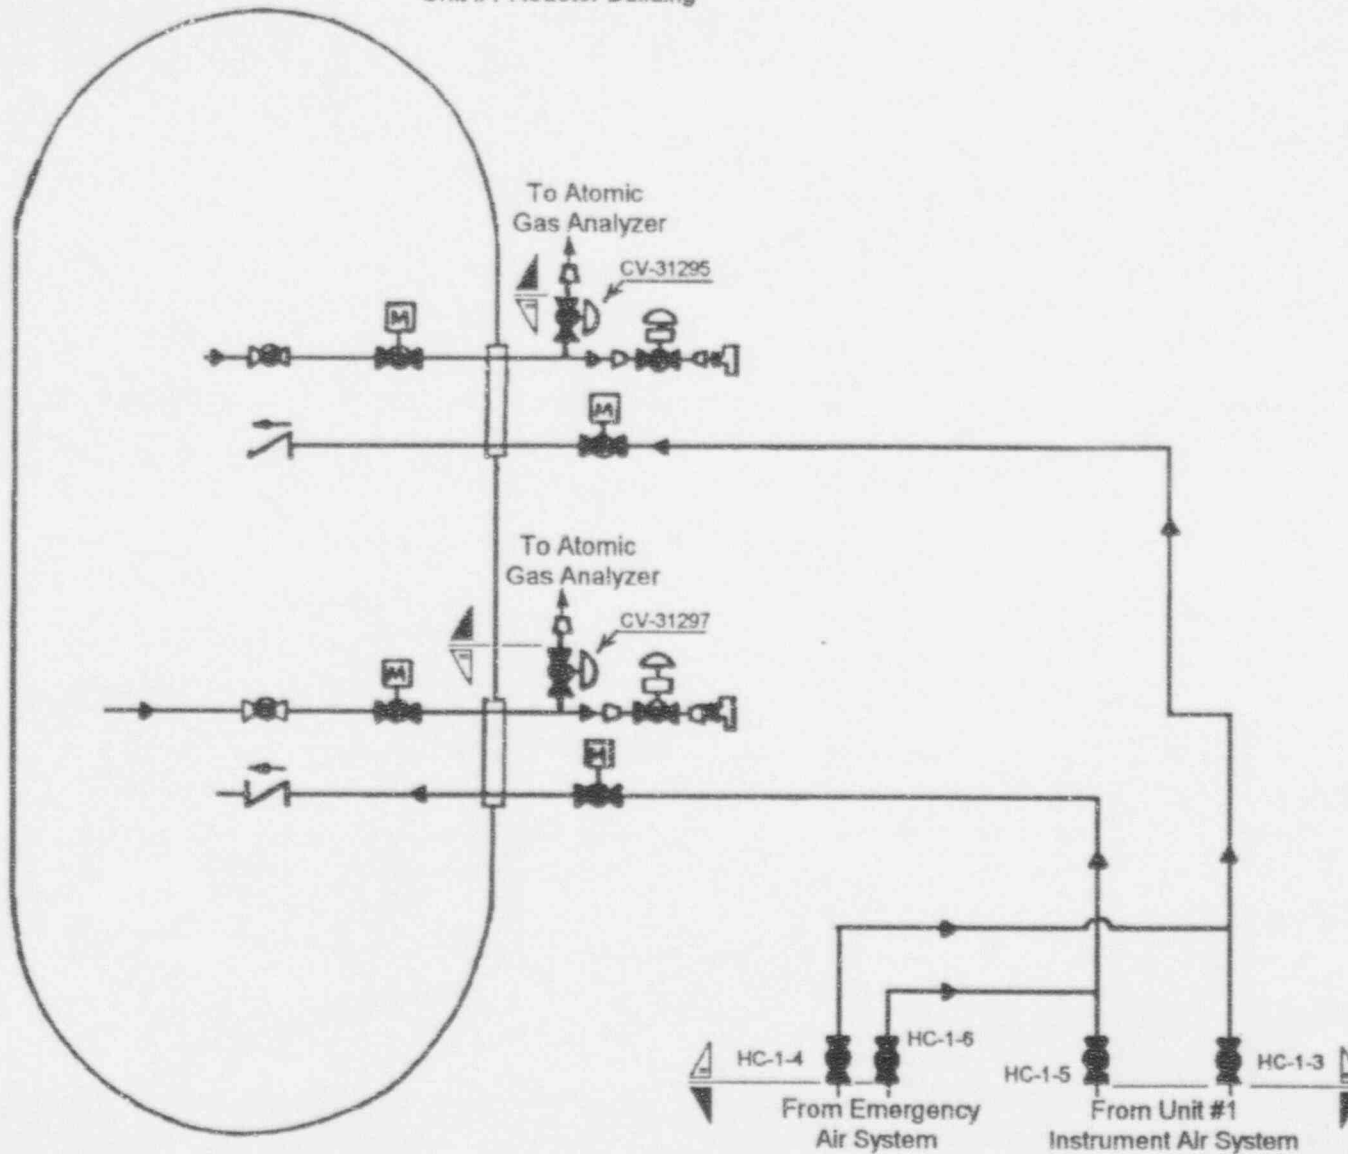 To Atomic
Gas Analyzer
CV-31295
M
M
To Atomic
Gas Analyzer
CV-31297
M
M
HC-1-4
HC-1-6
HC-1-5
HC-1-3
From Emergency
Air System
From Unit #1
Instrument Air System